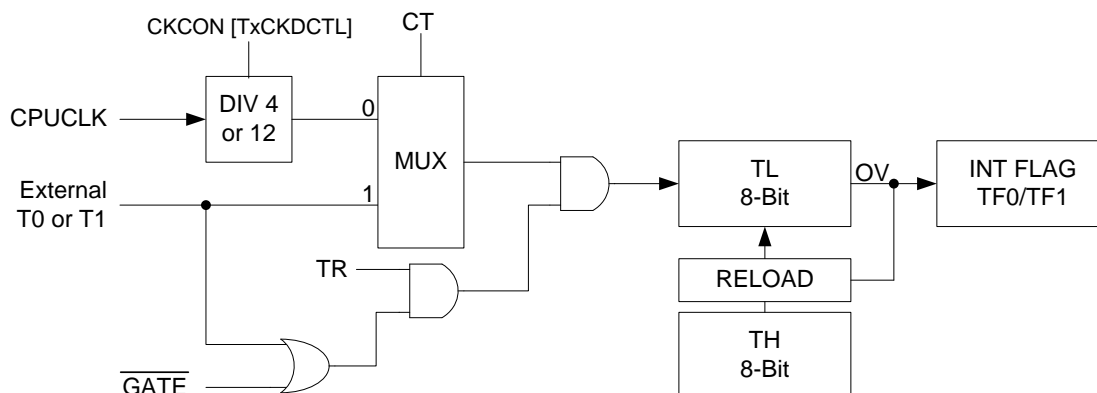 CKCON [TxCKDCTL]
CT
CPUCLK
DIV 4
or 12
0
MUX
External
T0 or T1
1
TL
8-Bit
OV
INT FLAG
TF0/TF1
TR
RELOAD
TH
8-Bit
GATE